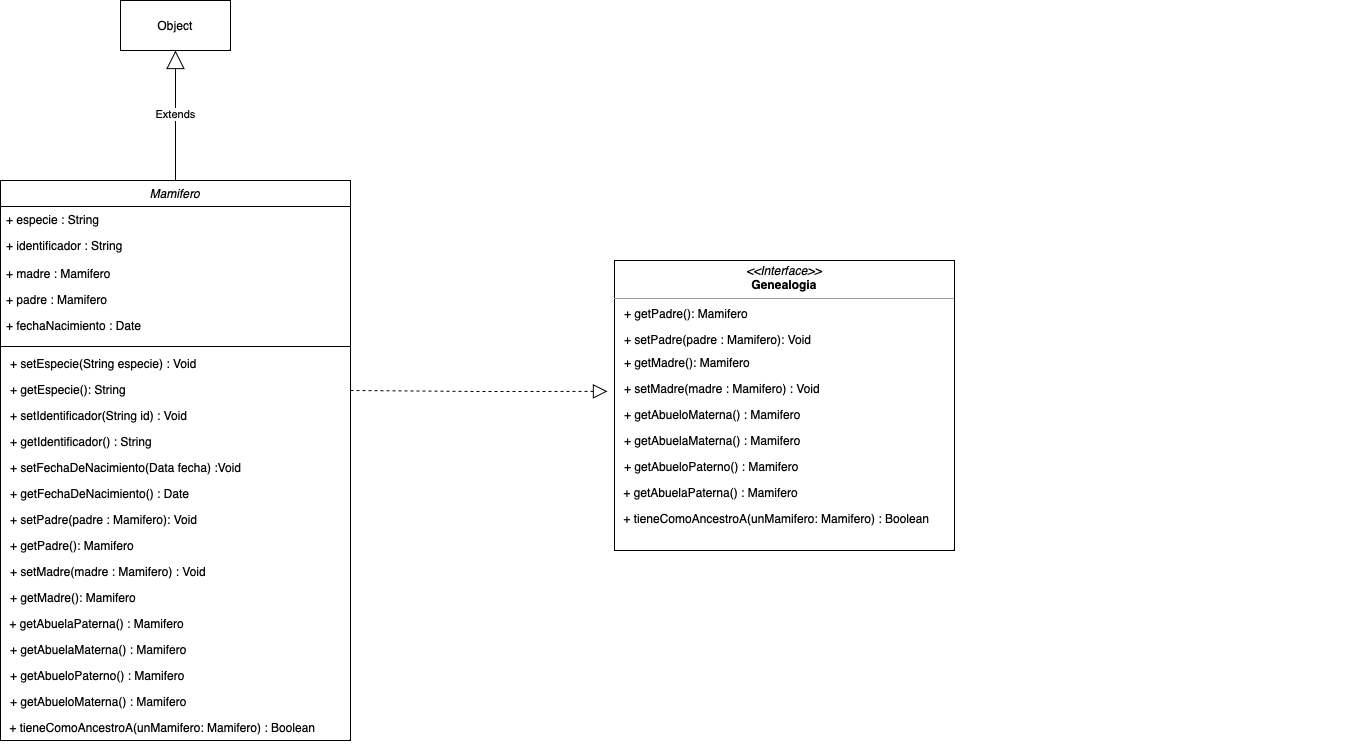 Object
Extends
Mamifero
+ especie : String
+ identificador : String
+ madre : Mamifero
+ padre : Mamifero
+ fechaNacimiento : Date
+ setEspecie(String especie) : Void
+ getEspecie(): String
+ setIdentificador(String id) : Void
+ getIdentificador() : String
+ setFechaDeNacimiento(Data fecha) :Void
+ getFechaDeNacimiento() : Date
+ setPadre(padre : Mamifero): Void
+ getPadre(): Mamifero
+ setMadre(madre : Mamifero) : Void
+ getMadre(): Mamifero
+ getAbuelaPaterna() : Mamifero
+ getAbuelaMaterna() : Mamifero
+ getAbueloPaterno() : Mamifero
+ getAbueloMaterna() : Mamifero
+ tieneComoAncestroA(unMamifero: Mamifero) : Boolean
<<Interface>>
Genealogia
+ getPadre(): Mamifero
+ setPadre(padre : Mamifero): Void
+ getMadre(): Mamifero
+ setMadre(madre : Mamifero) : Void
+ getAbueloMaterna() : Mamifero
+ getAbuelaMaterna() : Mamifero
+ getAbueloPaterno() : Mamifero
+ getAbuelaPaterna() : Mamifero
+ tieneComoAncestroA(unMamifero: Mamifero) : Boolean